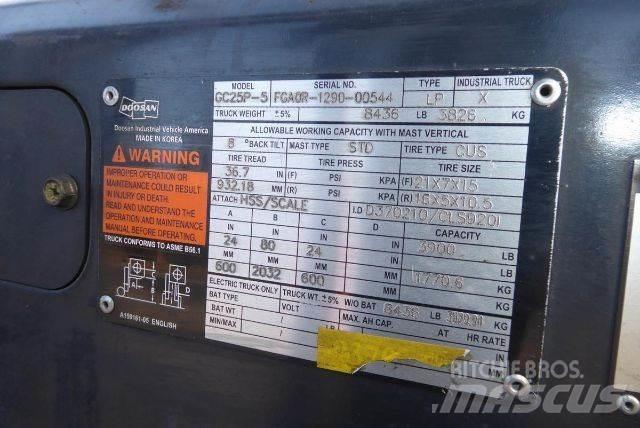 DOOSAN
Doosan Industrial Vehicle America
MADE IN KOREA
WARNING
IMPROPER OPERATION OR
MAINTENANCE COULD RESULT
IN INJURY OR DEATH.
READ AND UNDERSTAND
OPERATION AND MAINTENANCE
MANUAL BEFORE OPERATING.
TRUCK CONFORMS TO ASME B56.1
A B C D
A159161-05 ENGLISH
MODEL SERIAL NO. TYPE INDUSTRIAL TRUCK
GC25P-5 FGA0R-1290-00544 LP X
TRUCK WEIGHT ±5% 8436 LB 3826 KG
ALLOWABLE WORKING CAPACITY WITH MAST VERTICAL
8 °BACK TILT MAST TYPE STD TIRE TYPE CUS
TIRE TREAD TIRE PRESS TIRE SIZE
36.7 IN (F) PSI KPA (F) 21X7X15
932.18 MM (R) PSI KPA (R) 16X5X10.5
ATTACH HSS/SCALE I.D D370210/CLS920I
A B C D CAPACITY
24 80 24 IN 3900 LB
600 2032 600 MM 1770.6 KG
ELECTRIC TRUCK ONLY TRUCK WT. ±5% W/O BAT 8436 LB KG
BAT TYPE VOLT MAX. AH CAP. AT HR RATE
BAT WT
MIN/MAX / IN
MM
RITCHIE BROS.
MASCUS